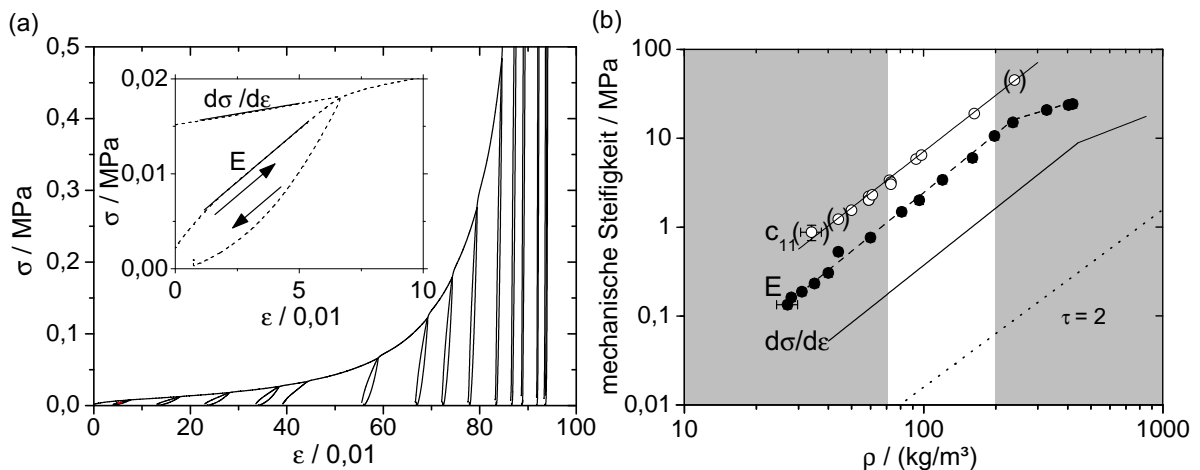 (a)
0,5
0,4
0,3
0,2
0,1
0,0
σ / MPa
0 20 40 60 80 100
ε / 0,01
0,02
0,01
0,00
σ / MPa
dσ/dε
E
0 5 10
ε / 0,01
(b)
100
10
1
0,1
0,01
mechanische Steifigkeit / MPa
( )
c₁₁( )( )
E
dσ/dε
τ = 2
10 100 1000
ρ / (kg/m³)